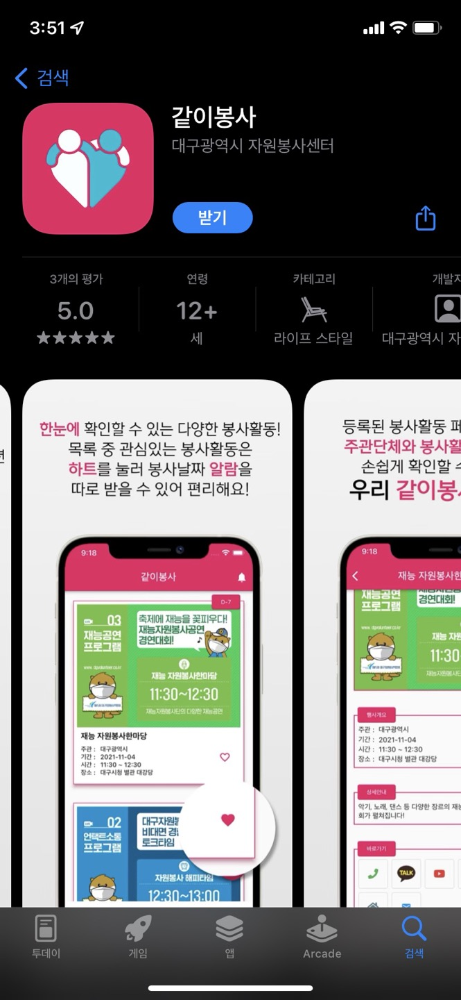 3:51
검색
같이봉사
대구광역시 자원봉사센터
받기
3개의 평가
5.0
연령
12+
세
카테고리
라이프 스타일
개발자
대구광역시 자
한눈에 확인할 수 있는 다양한 봉사활동!
목록 중 관심있는 봉사활동은
하트를 눌러 봉사날짜 알람을
따로 받을 수 있어 편리해요!
9:18
같이봉사
D-7
03
재능공연
프로그램
www. dgvolunteer.co.kr
축제에 재능을 꽃피우다!
재능자원봉사공연
경연대회!
재능 자원봉사한마당
11:30~12:30
재능자원봉사단의 다양한 재능공연
재능 자원봉사한마당
주관 : 대구광역시
기간 : 2021-11-04
시간 : 11:30 ~ 12:30
장소 : 대구시청 별관 대강당
02
언택트소통
프로그램
대구자원봉
비대면
토크타임
자원봉사 해피타임
12:30~13:00
등록된 봉사활동 페
주관단체와 봉사활
손쉽게 확인할 수
우리 같이봉사
9:18
재능 자원봉사한
재능공연
프로그램
경연대회!
재능 자원
11:30~
행사개요
주관 : 대구광역시
기간 : 2021-11-04
시간 : 11:30 ~ 12:30
장소 : 대구시청 별관 대강당
상세안내
악기, 노래, 댄스 등 다양한 장르의 재능
회가 펼쳐집니다!
바로가기
TALK
투데이
게임
앱
Arcade
검색